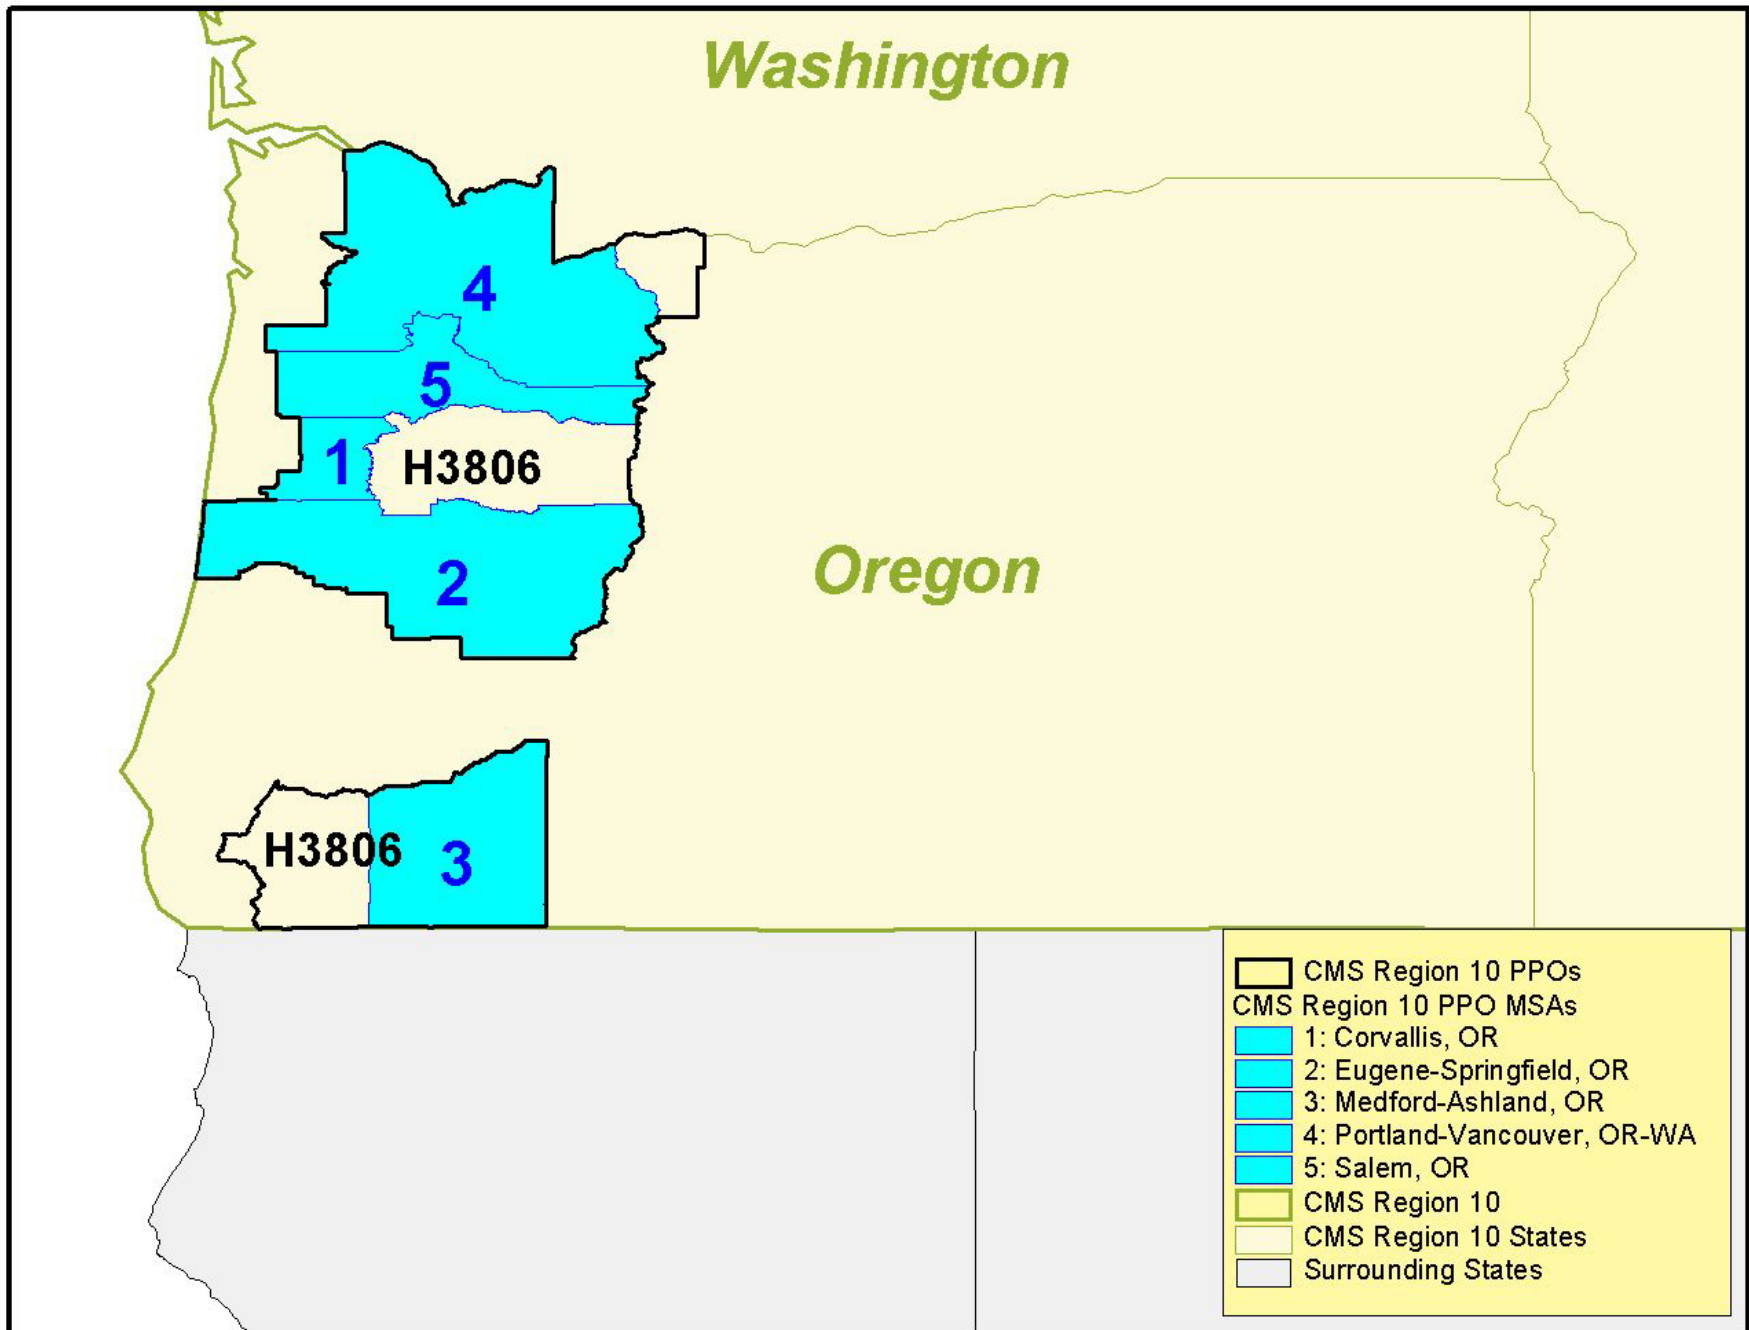 Washington
4
5
1
H3806
2
Oregon
H3806
3
CMS Region 10 PPOs
CMS Region 10 PPO MSAs
1: Corvallis, OR
2: Eugene-Springfield, OR
3: Medford-Ashland, OR
4: Portland-Vancouver, OR-WA
5: Salem, OR
CMS Region 10
CMS Region 10 States
Surrounding States